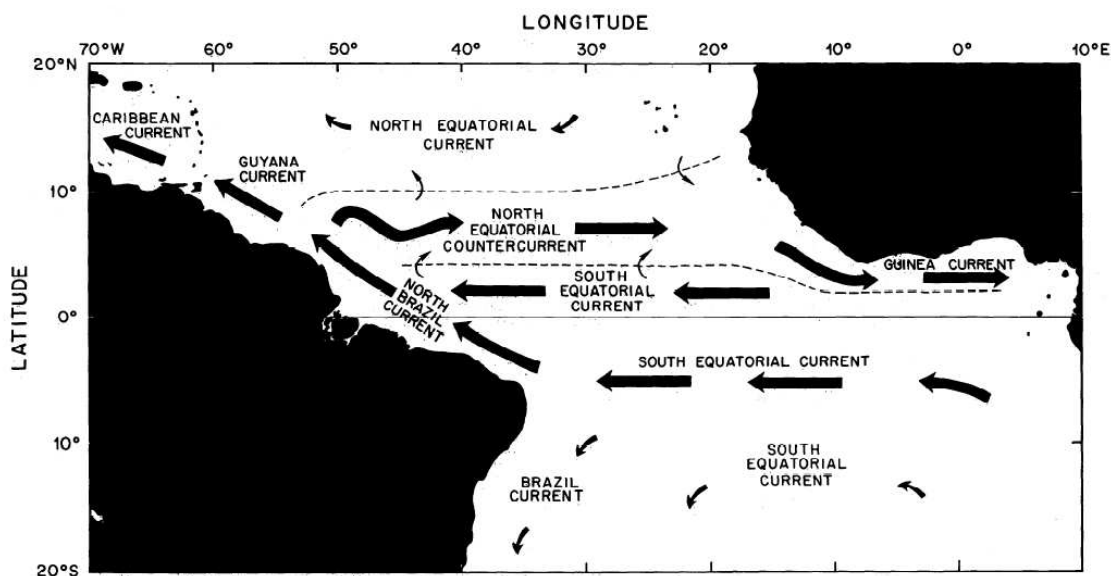 LONGITUDE
70°W 60° 50° 40° 30° 20° 10° 0° 10°E
20°N
10°
0°
10°
20°S
LATITUDE
CARIBBEAN
CURRENT
GUYANA
CURRENT
NORTH EQUATORIAL
CURRENT
NORTH
EQUATORIAL
COUNTERCURRENT
GUINEA CURRENT
SOUTH
EQUATORIAL
CURRENT
NORTH
BRAZIL
CURRENT
SOUTH EQUATORIAL CURRENT
SOUTH
EQUATORIAL
CURRENT
BRAZIL
CURRENT